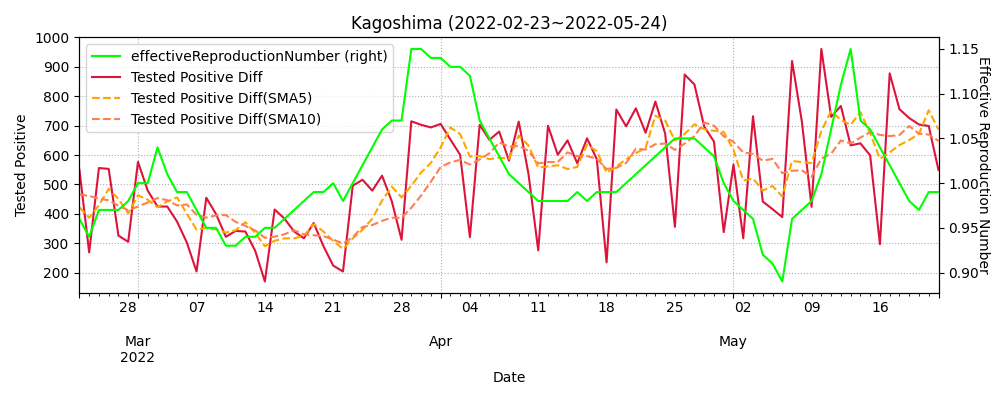 Kagoshima (2022-02-23~2022-05-24)
effectiveReproductionNumber (right)
Tested Positive Diff
Tested Positive Diff(SMA5)
Tested Positive Diff(SMA10)
Tested Positive
1000
900
800
700
600
500
400
300
200
Effective Reproduction Number
1.15
1.10
1.05
1.00
0.95
0.90
28 07 14 21 28 04 11 18 25 02 09 16
Mar Apr May
2022
Date